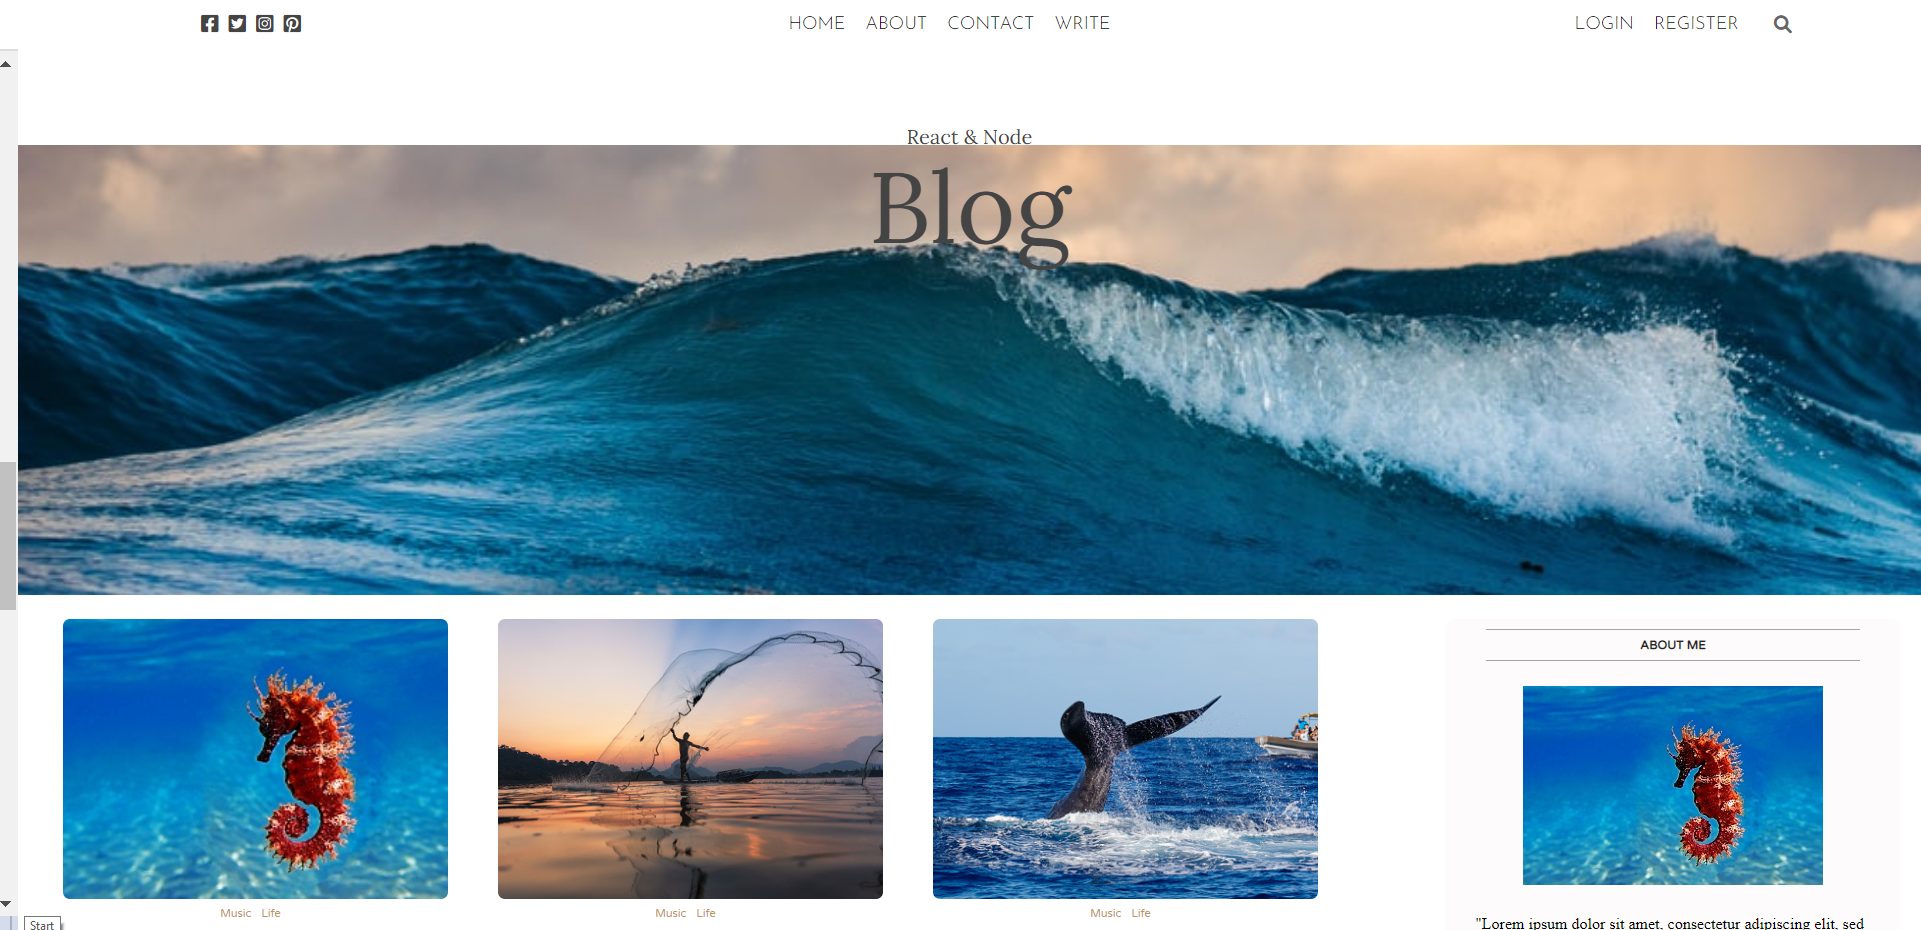 HOME ABOUT CONTACT WRITE LOGIN REGISTER
React & Node
Blog
ABOUT ME
Music Life
Music Life
Music Life
"Lorem ipsum dolor sit amet, consectetur adipiscing elit, sed
Start